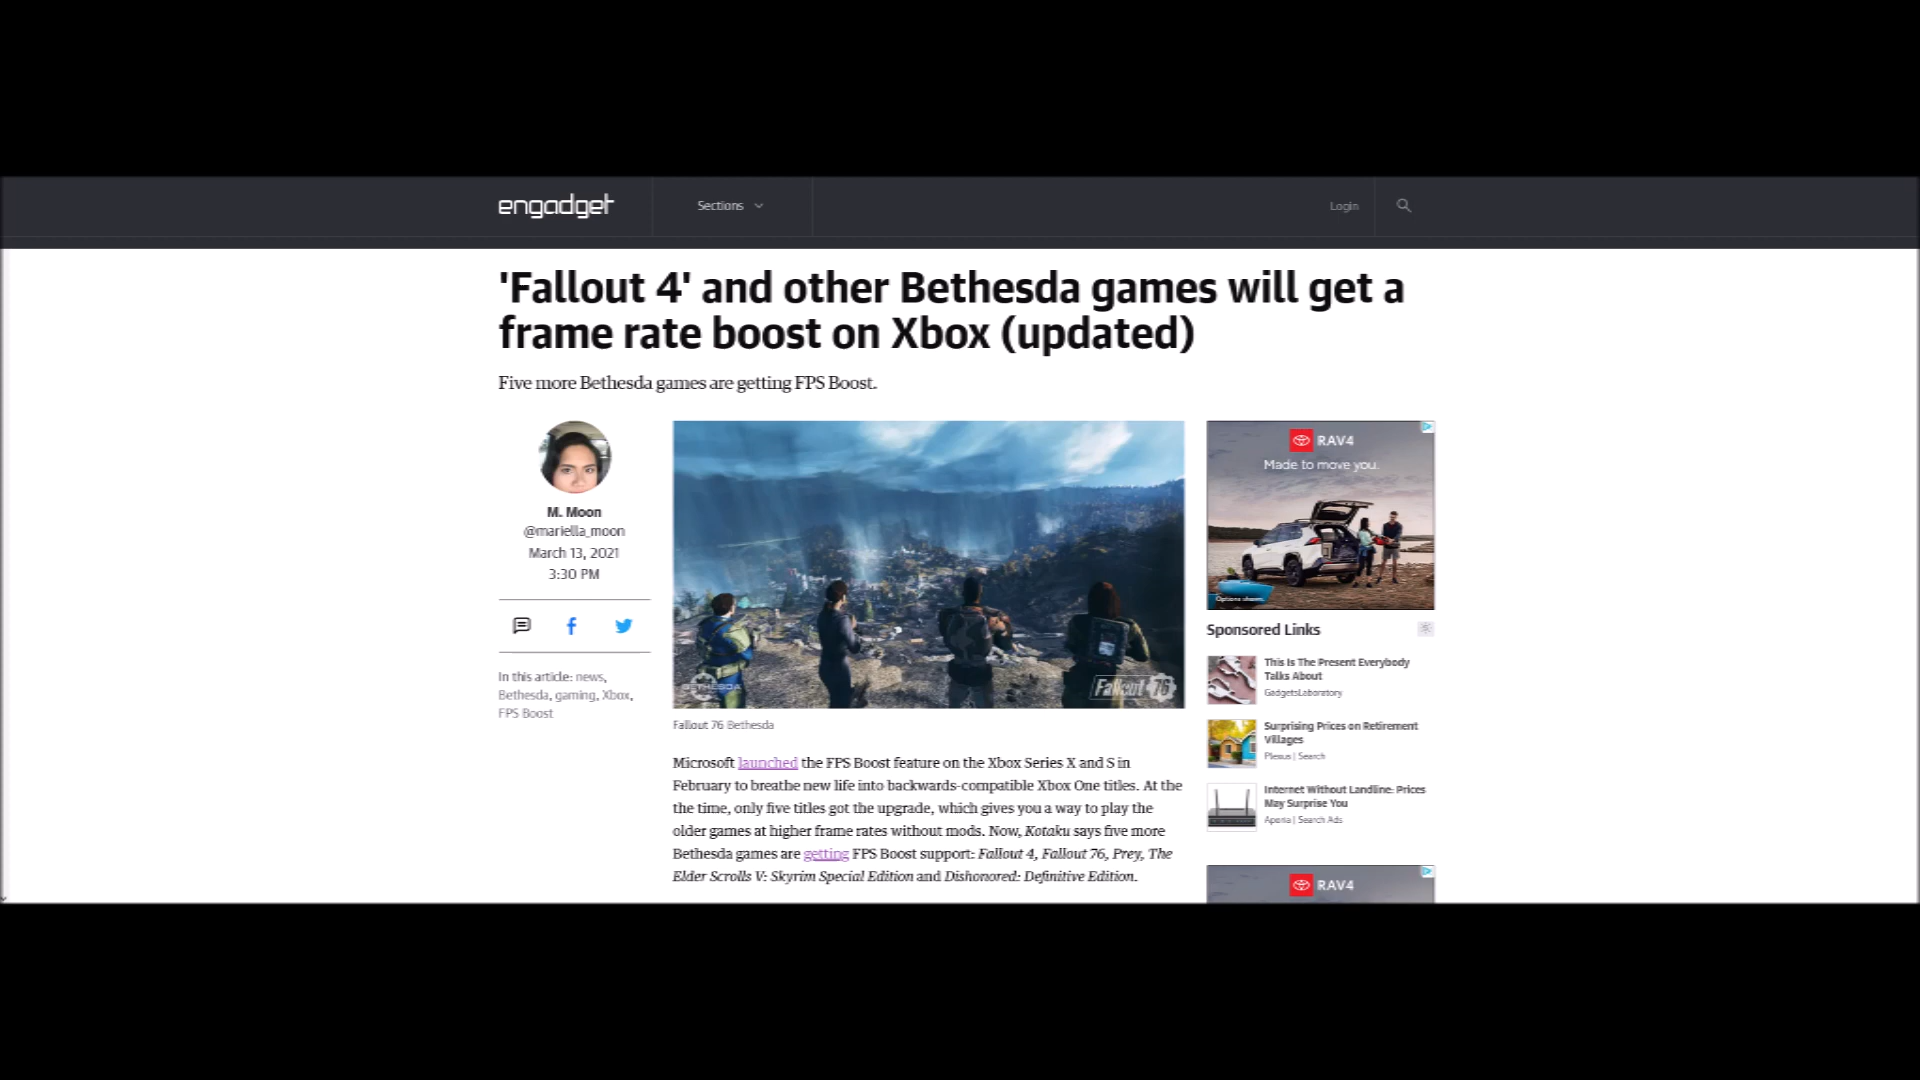 engadget
Sections
Login
'Fallout 4' and other Bethesda games will get a
frame rate boost on Xbox (updated)
Five more Bethesda games are getting FPS Boost.
M. Moon
@mariella_moon
March 13, 2021
3:30 PM
In this article: news,
Bethesda, gaming, Xbox,
FPS Boost
BETHESDA
Fallout 76
Fallout 76 Bethesda
Microsoft launched the FPS Boost feature on the Xbox Series X and S in
February to breathe new life into backwards-compatible Xbox One titles. At the
the time, only five titles got the upgrade, which gives you a way to play the
older games at higher frame rates without mods. Now, Kotaku says five more
Bethesda games are getting FPS Boost support: Fallout 4, Fallout 76, Prey, The
Elder Scrolls V: Skyrim Special Edition and Dishonored: Definitive Edition.
RAV4
Made to move you.
Options shown.
Sponsored Links
This Is The Present Everybody
Talks About
GadgetsLaboratory
Surprising Prices on Retirement
Villages
Plexus | Search
Internet Without Landline: Prices
May Surprise You
Aporia | Search Ads
RAV4